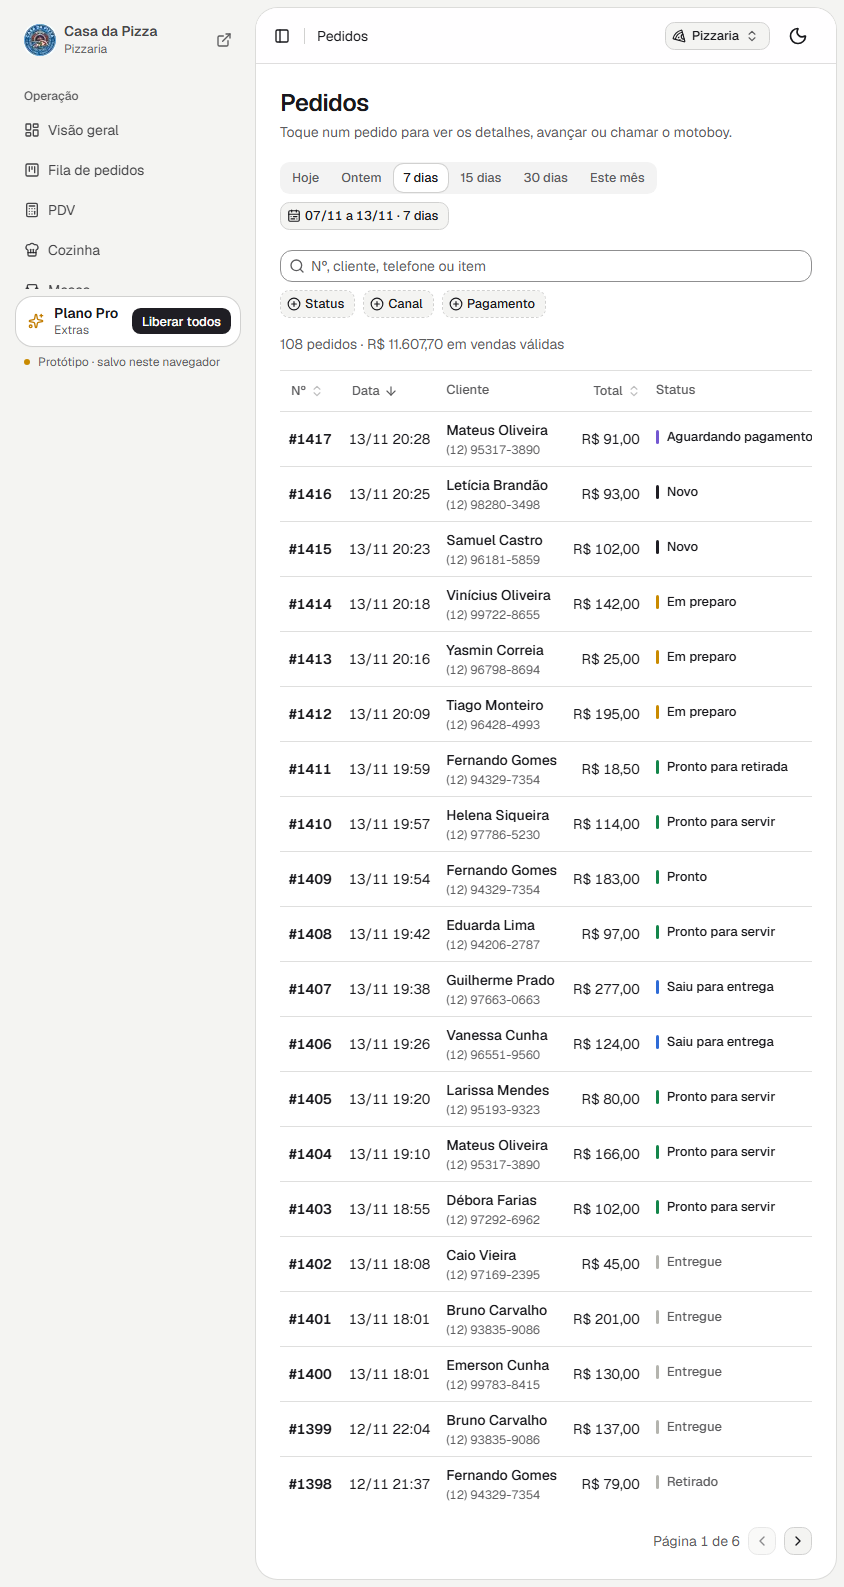 Casa da Pizza
Pizzaria
Operação
Visão geral
Fila de pedidos
PDV
Cozinha
Plano Pro
Extras
Liberar todos
Protótipo · salvo neste navegador
Pedidos
Pizzaria
Pedidos
Toque num pedido para ver os detalhes, avançar ou chamar o motoboy.
Hoje Ontem 7 dias 15 dias 30 dias Este mês
07/11 a 13/11 · 7 dias
Nº, cliente, telefone ou item
Status Canal Pagamento
108 pedidos · R$ 11.607,70 em vendas válidas
Nº Data Cliente Total Status
#1417 13/11 20:28 Mateus Oliveira R$ 91,00 Aguardando pagamento
(12) 95317-3890
#1416 13/11 20:25 Letícia Brandão R$ 93,00 Novo
(12) 98280-3498
#1415 13/11 20:23 Samuel Castro R$ 102,00 Novo
(12) 96181-5859
#1414 13/11 20:18 Vinícius Oliveira R$ 142,00 Em preparo
(12) 99722-8655
#1413 13/11 20:16 Yasmin Correia R$ 25,00 Em preparo
(12) 96798-8694
#1412 13/11 20:09 Tiago Monteiro R$ 195,00 Em preparo
(12) 96428-4993
#1411 13/11 19:59 Fernando Gomes R$ 18,50 Pronto para retirada
(12) 94329-7354
#1410 13/11 19:57 Helena Siqueira R$ 114,00 Pronto para servir
(12) 97786-5230
#1409 13/11 19:54 Fernando Gomes R$ 183,00 Pronto
(12) 94329-7354
#1408 13/11 19:42 Eduarda Lima R$ 97,00 Pronto para servir
(12) 94206-2787
#1407 13/11 19:38 Guilherme Prado R$ 277,00 Saiu para entrega
(12) 97663-0663
#1406 13/11 19:26 Vanessa Cunha R$ 124,00 Saiu para entrega
(12) 96551-9560
#1405 13/11 19:20 Larissa Mendes R$ 80,00 Pronto para servir
(12) 95193-9323
#1404 13/11 19:10 Mateus Oliveira R$ 166,00 Pronto para servir
(12) 95317-3890
#1403 13/11 18:55 Débora Farias R$ 102,00 Pronto para servir
(12) 97292-6962
#1402 13/11 18:08 Caio Vieira R$ 45,00 Entregue
(12) 97169-2395
#1401 13/11 18:01 Bruno Carvalho R$ 201,00 Entregue
(12) 93835-9086
#1400 13/11 18:01 Emerson Cunha R$ 130,00 Entregue
(12) 99783-8415
#1399 12/11 22:04 Bruno Carvalho R$ 137,00 Entregue
(12) 93835-9086
#1398 12/11 21:37 Fernando Gomes R$ 79,00 Retirado
(12) 94329-7354
Página 1 de 6